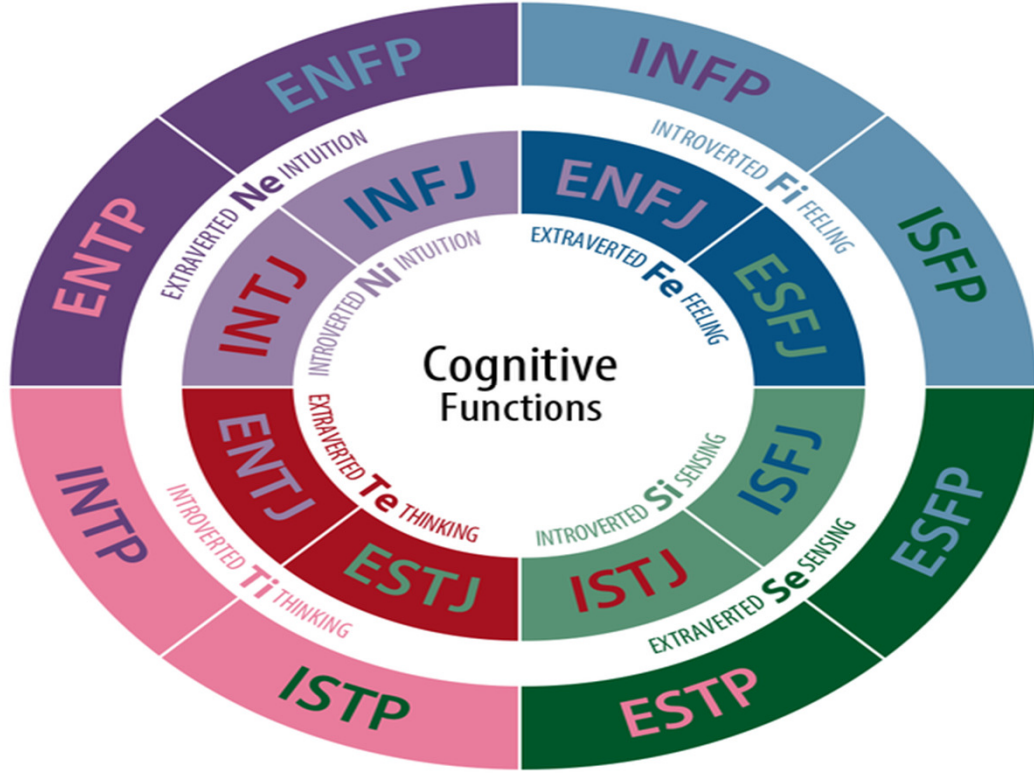 ENFP
INFP
ENTP
EXTRAVERTED Ne INTUITION
INTROVERTED Fi FEELING
ISFP
INFJ
ENFJ
INTJ
INTROVERTED Ni INTUITION
EXTRAVERTED Fe FEELING
ESFJ
Cognitive
Functions
ENTJ
EXTRAVERTED Te THINKING
INTROVERTED Si SENSING
ISFJ
INTP
INTROVERTED Ti THINKING
ESTJ
ISTJ
EXTRAVERTED Se SENSING
ESFP
ISTP
ESTP